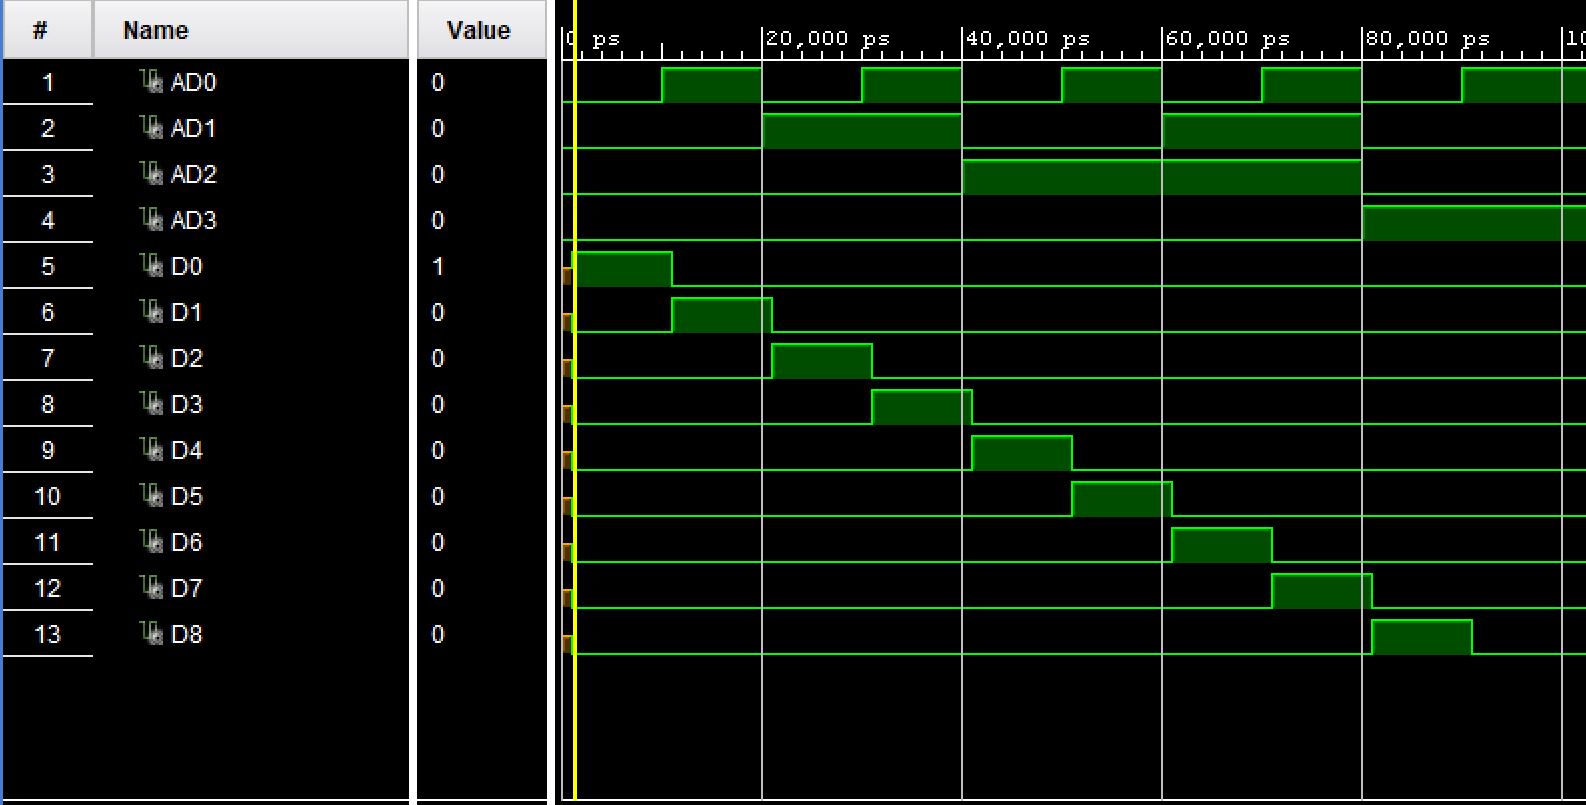 # Name Value
0 ps 20,000 ps 40,000 ps 60,000 ps 80,000 ps 10
1 AD0 0
2 AD1 0
3 AD2 0
4 AD3 0
5 D0 1
6 D1 0
7 D2 0
8 D3 0
9 D4 0
10 D5 0
11 D6 0
12 D7 0
13 D8 0